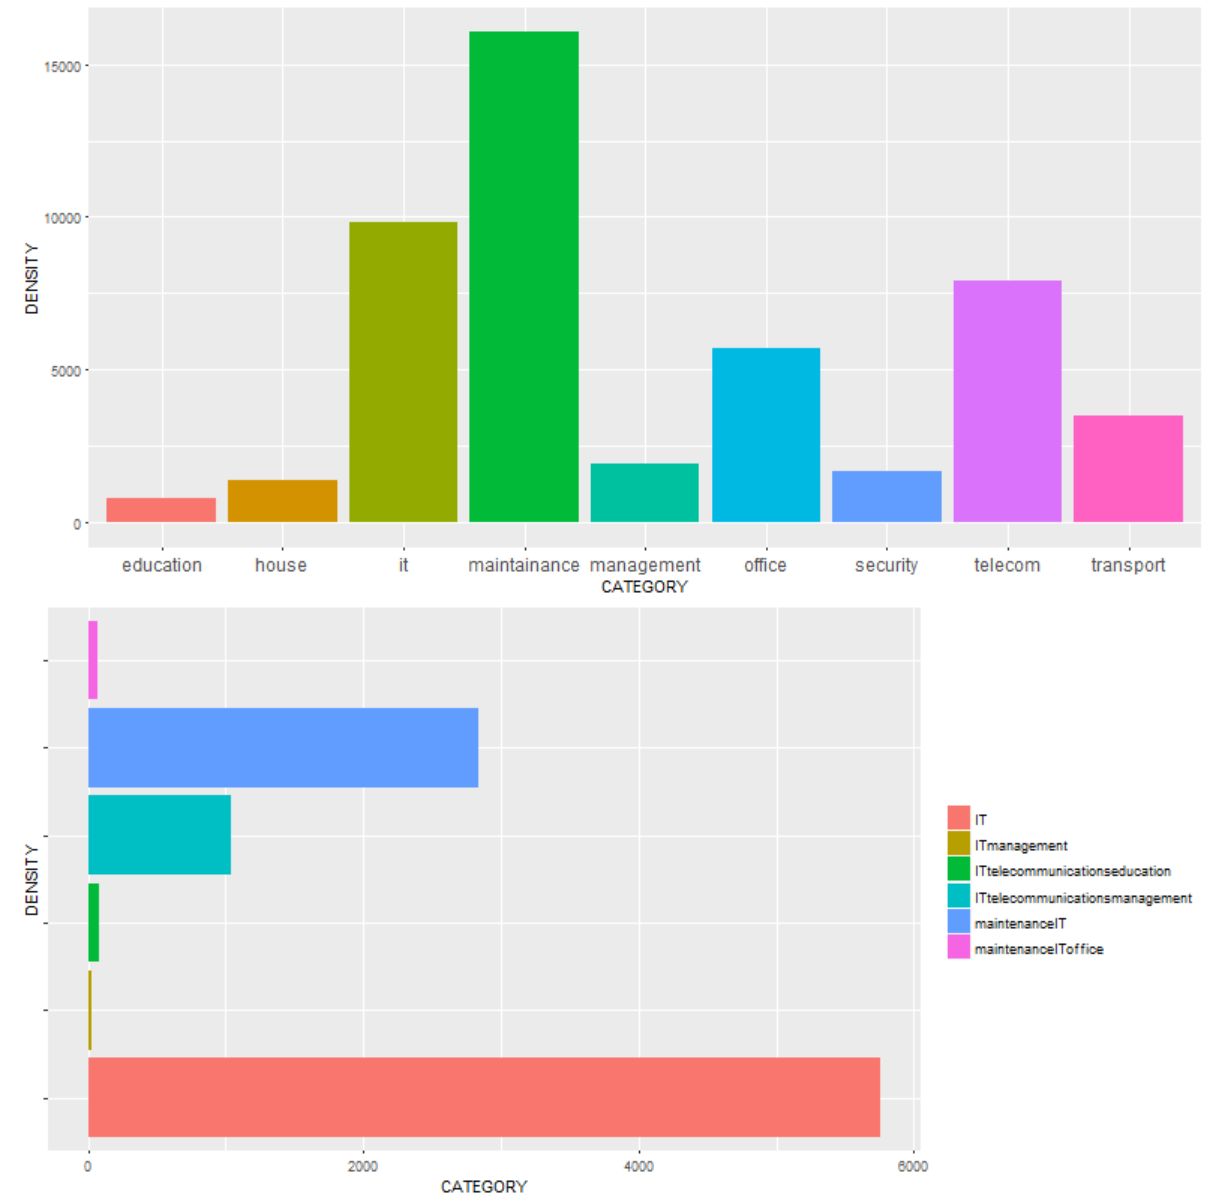 15000
10000
5000
0
DENSITY
education house it maintainance management office security telecom transport
CATEGORY
DENSITY
IT
ITmanagement
ITtelecommunicationseducation
ITtelecommunicationsmanagement
maintenanceIT
maintenanceIToffice
0 2000 4000 6000
CATEGORY